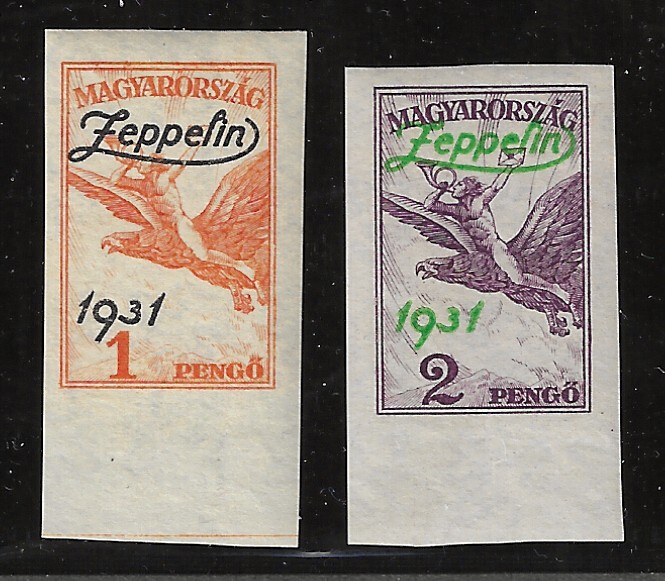 MAGYARORSZÁG
Zeppelin
1931
1 PENGŐ
MAGYARORSZÁG
Zeppelin
1931
2 PENGŐ